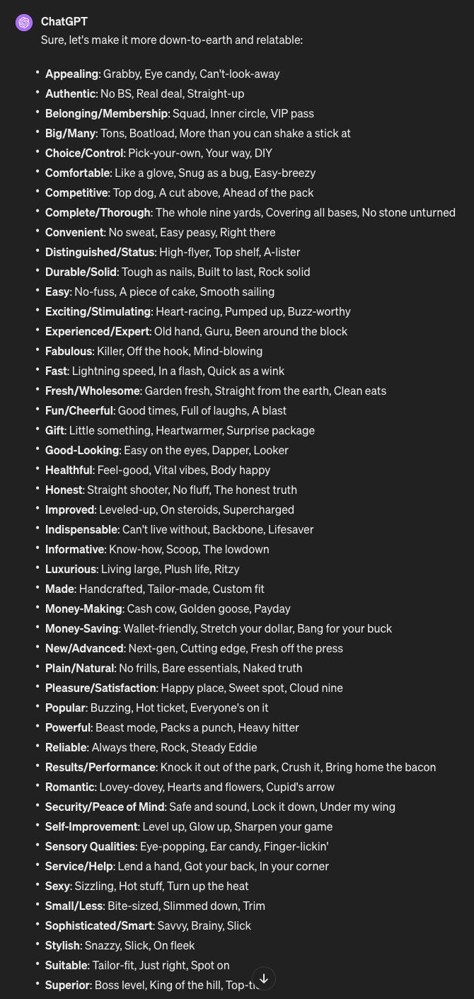 ChatGPT
Sure, let's make it more down-to-earth and relatable:
• Appealing: Grabby, Eye candy, Can't-look-away
• Authentic: No BS, Real deal, Straight-up
• Belonging/Membership: Squad, Inner circle, VIP pass
• Big/Many: Tons, Boatload, More than you can shake a stick at
• Choice/Control: Pick-your-own, Your way, DIY
• Comfortable: Like a glove, Snug as a bug, Easy-breezy
• Competitive: Top dog, A cut above, Ahead of the pack
• Complete/Thorough: The whole nine yards, Covering all bases, No stone unturned
• Convenient: No sweat, Easy peasy, Right there
• Distinguished/Status: High-flyer, Top shelf, A-lister
• Durable/Solid: Tough as nails, Built to last, Rock solid
• Easy: No-fuss, A piece of cake, Smooth sailing
• Exciting/Stimulating: Heart-racing, Pumped up, Buzz-worthy
• Experienced/Expert: Old hand, Guru, Been around the block
• Fabulous: Killer, Off the hook, Mind-blowing
• Fast: Lightning speed, In a flash, Quick as a wink
• Fresh/Wholesome: Garden fresh, Straight from the earth, Clean eats
• Fun/Cheerful: Good times, Full of laughs, A blast
• Gift: Little something, Heartwarmer, Surprise package
• Good-Looking: Easy on the eyes, Dapper, Looker
• Healthful: Feel-good, Vital vibes, Body happy
• Honest: Straight shooter, No fluff, The honest truth
• Improved: Leveled-up, On steroids, Supercharged
• Indispensable: Can't live without, Backbone, Lifesaver
• Informative: Know-how, Scoop, The lowdown
• Luxurious: Living large, Plush life, Ritzy
• Made: Handcrafted, Tailor-made, Custom fit
• Money-Making: Cash cow, Golden goose, Payday
• Money-Saving: Wallet-friendly, Stretch your dollar, Bang for your buck
• New/Advanced: Next-gen, Cutting edge, Fresh off the press
• Plain/Natural: No frills, Bare essentials, Naked truth
• Pleasure/Satisfaction: Happy place, Sweet spot, Cloud nine
• Popular: Buzzing, Hot ticket, Everyone's on it
• Powerful: Beast mode, Packs a punch, Heavy hitter
• Reliable: Always there, Rock, Steady Eddie
• Results/Performance: Knock it out of the park, Crush it, Bring home the bacon
• Romantic: Lovey-dovey, Hearts and flowers, Cupid's arrow
• Security/Peace of Mind: Safe and sound, Lock it down, Under my wing
• Self-Improvement: Level up, Glow up, Sharpen your game
• Sensory Qualities: Eye-popping, Ear candy, Finger-lickin'
• Service/Help: Lend a hand, Got your back, In your corner
• Sexy: Sizzling, Hot stuff, Turn up the heat
• Small/Less: Bite-sized, Slimmed down, Trim
• Sophisticated/Smart: Savvy, Brainy, Slick
• Stylish: Snazzy, Slick, On fleek
• Suitable: Tailor-fit, Just right, Spot on
• Superior: Boss level, King of the hill,